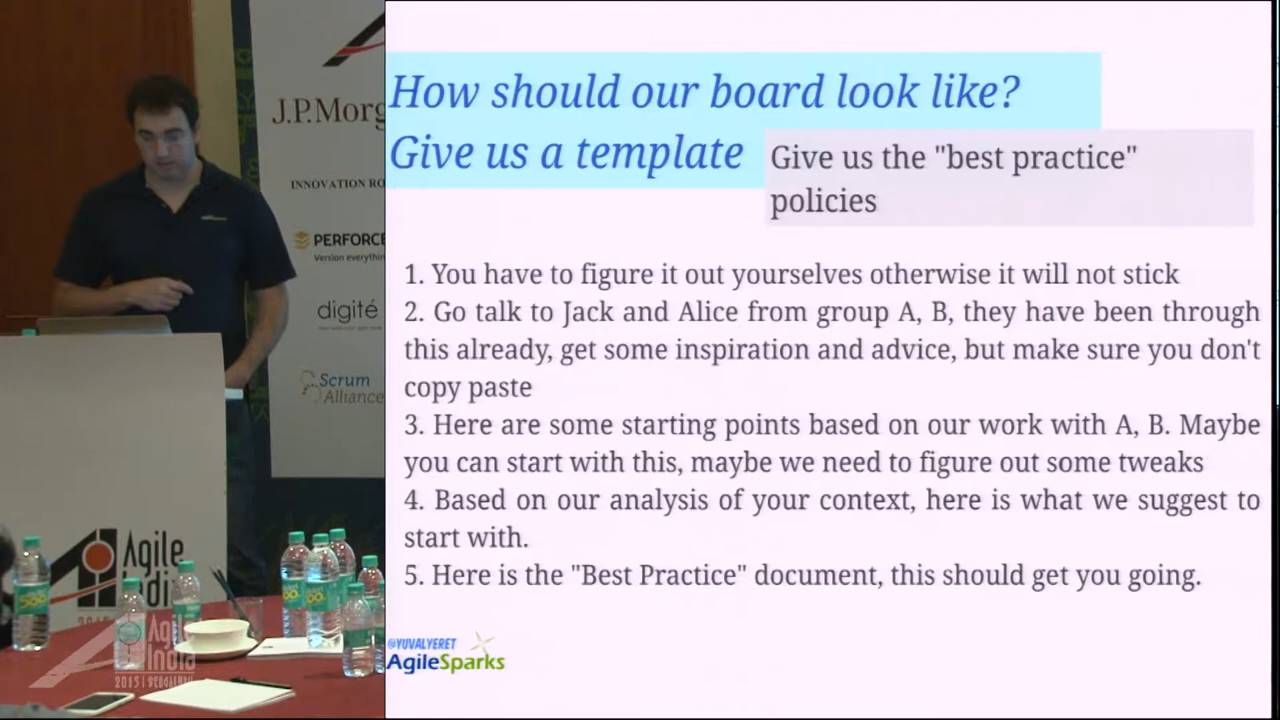 J.P.Morg
INNOVATION RO
PERFORCE
Version everythin
digité
Scrum
Alliance
Agile
Indi
Agile
India
2015 | BENGALURU
How should our board look like?
Give us a template
Give us the "best practice"
policies
1. You have to figure it out yourselves otherwise it will not stick
2. Go talk to Jack and Alice from group A, B, they have been through
this already, get some inspiration and advice, but make sure you don't
copy paste
3. Here are some starting points based on our work with A, B. Maybe
you can start with this, maybe we need to figure out some tweaks
4. Based on our analysis of your context, here is what we suggest to
start with.
5. Here is the "Best Practice" document, this should get you going.
@YUVALYERET
AgileSparks